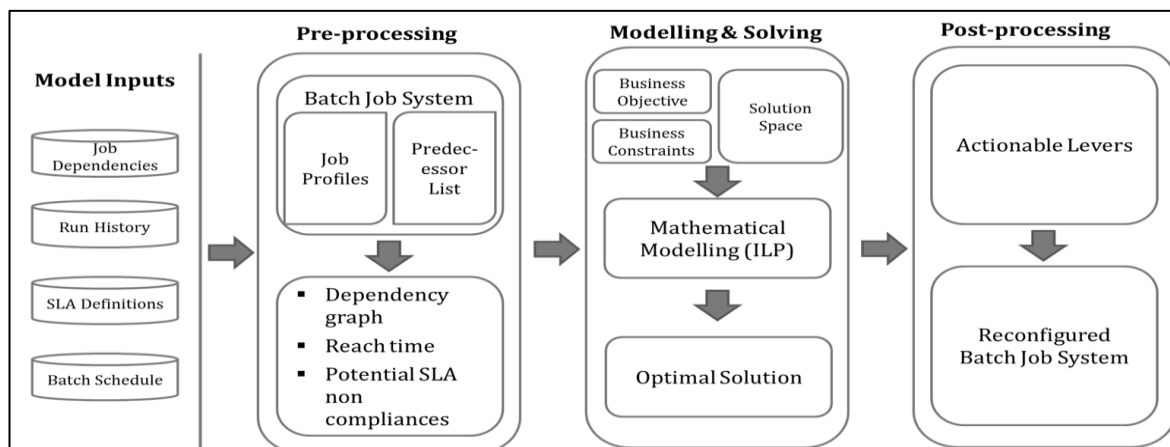 Model Inputs
Job
Dependencies
Run History
SLA Definitions
Batch Schedule
Pre-processing
Batch Job System
Job
Profiles
Predec-
essor
List
▪ Dependency
graph
▪ Reach time
▪ Potential SLA
non
compliances
Modelling & Solving
Business
Objective
Business
Constraints
Solution
Space
Mathematical
Modelling (ILP)
Optimal Solution
Post-processing
Actionable Levers
Reconfigured
Batch Job System